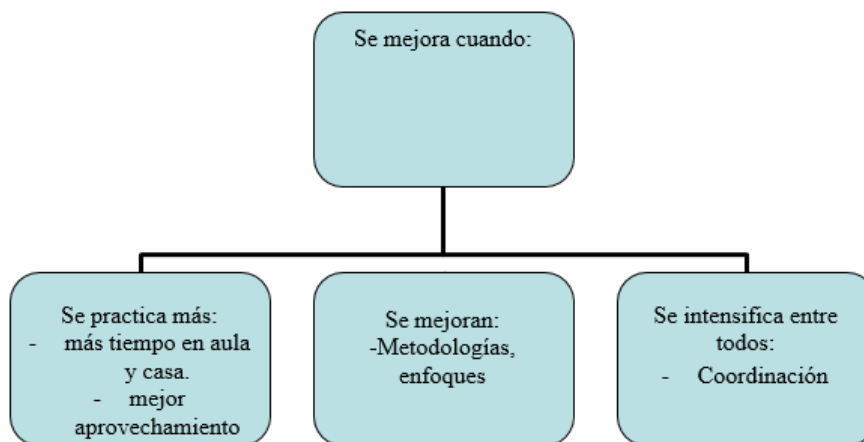 Se mejora cuando:
Se practica más:
- más tiempo en aula
y casa.
- mejor
aprovechamiento
Se mejoran:
-Metodologías,
enfoques
Se intensifica entre
todos:
- Coordinación